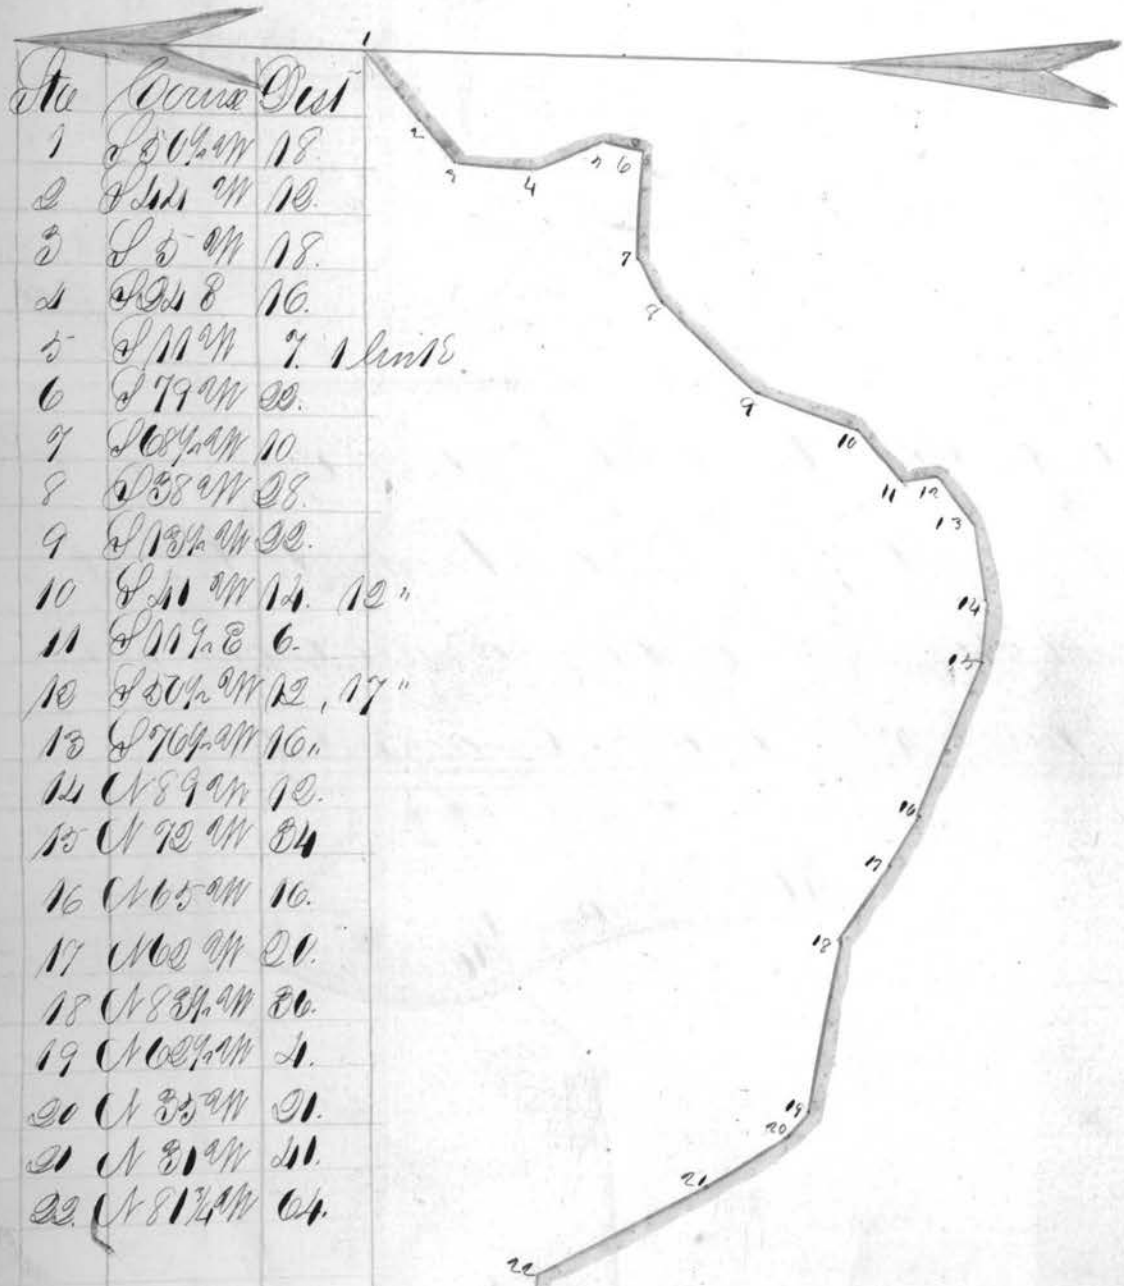 Sta Course Dist
1 S 50½ W 18.
2 S 44 W 12.
3 S 5 W 18.
4 S 24 E 16.
5 S 11 W 7. 1 link
6 S 79 W 22.
7 S 68½ W 10
8 S 38 W 28.
9 S 13½ W 22.
10 S 41 W 14. 12"
11 S 11½ E 6.
12 S 50½ W 12, 17"
13 S 76½ W 16"
14 N 89 W 12.
15 N 72 W 34
16 N 65 W 16.
17 N 62 W 20.
18 N 83½ W 36.
19 N 62½ W 4.
20 N 35 W 21.
21 N 31 W 41.
22. N 81¾ W 64.
1
2
3
4
5
6
7
8
9
10
11
12
13
14
15
16
17
18
19
20
21
22